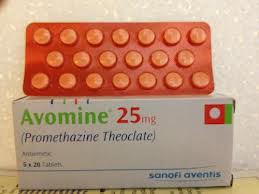 Avomine 25mg
(Promethazine Theoclate)
Antiemetic
5 x 20 Tablets
sanofi aventis